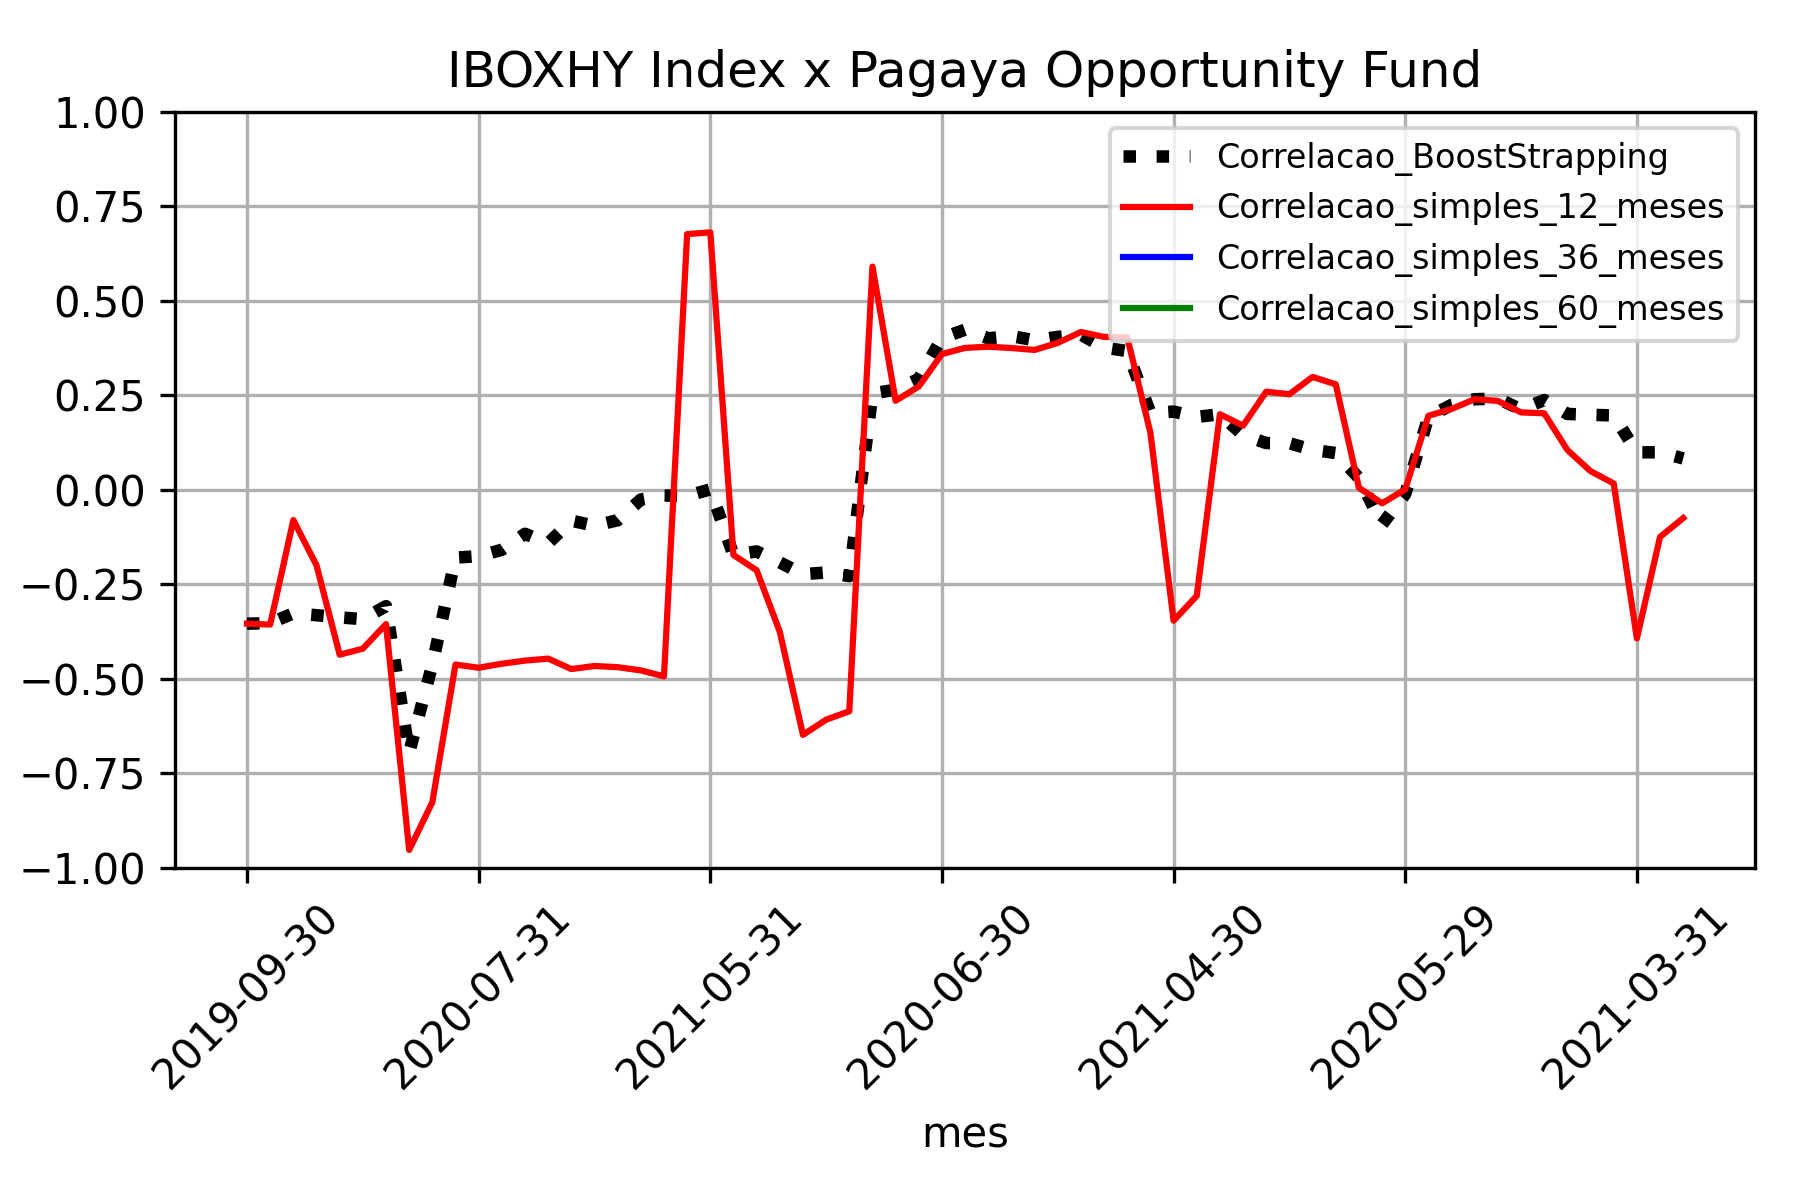 IBOXHY Index x Pagaya Opportunity Fund
1.00
0.75
0.50
0.25
0.00
−0.25
−0.50
−0.75
−1.00
Correlacao_BoostStrapping
Correlacao_simples_12_meses
Correlacao_simples_36_meses
Correlacao_simples_60_meses
2019-09-30
2020-07-31
2021-05-31
2020-06-30
2021-04-30
2020-05-29
2021-03-31
mes